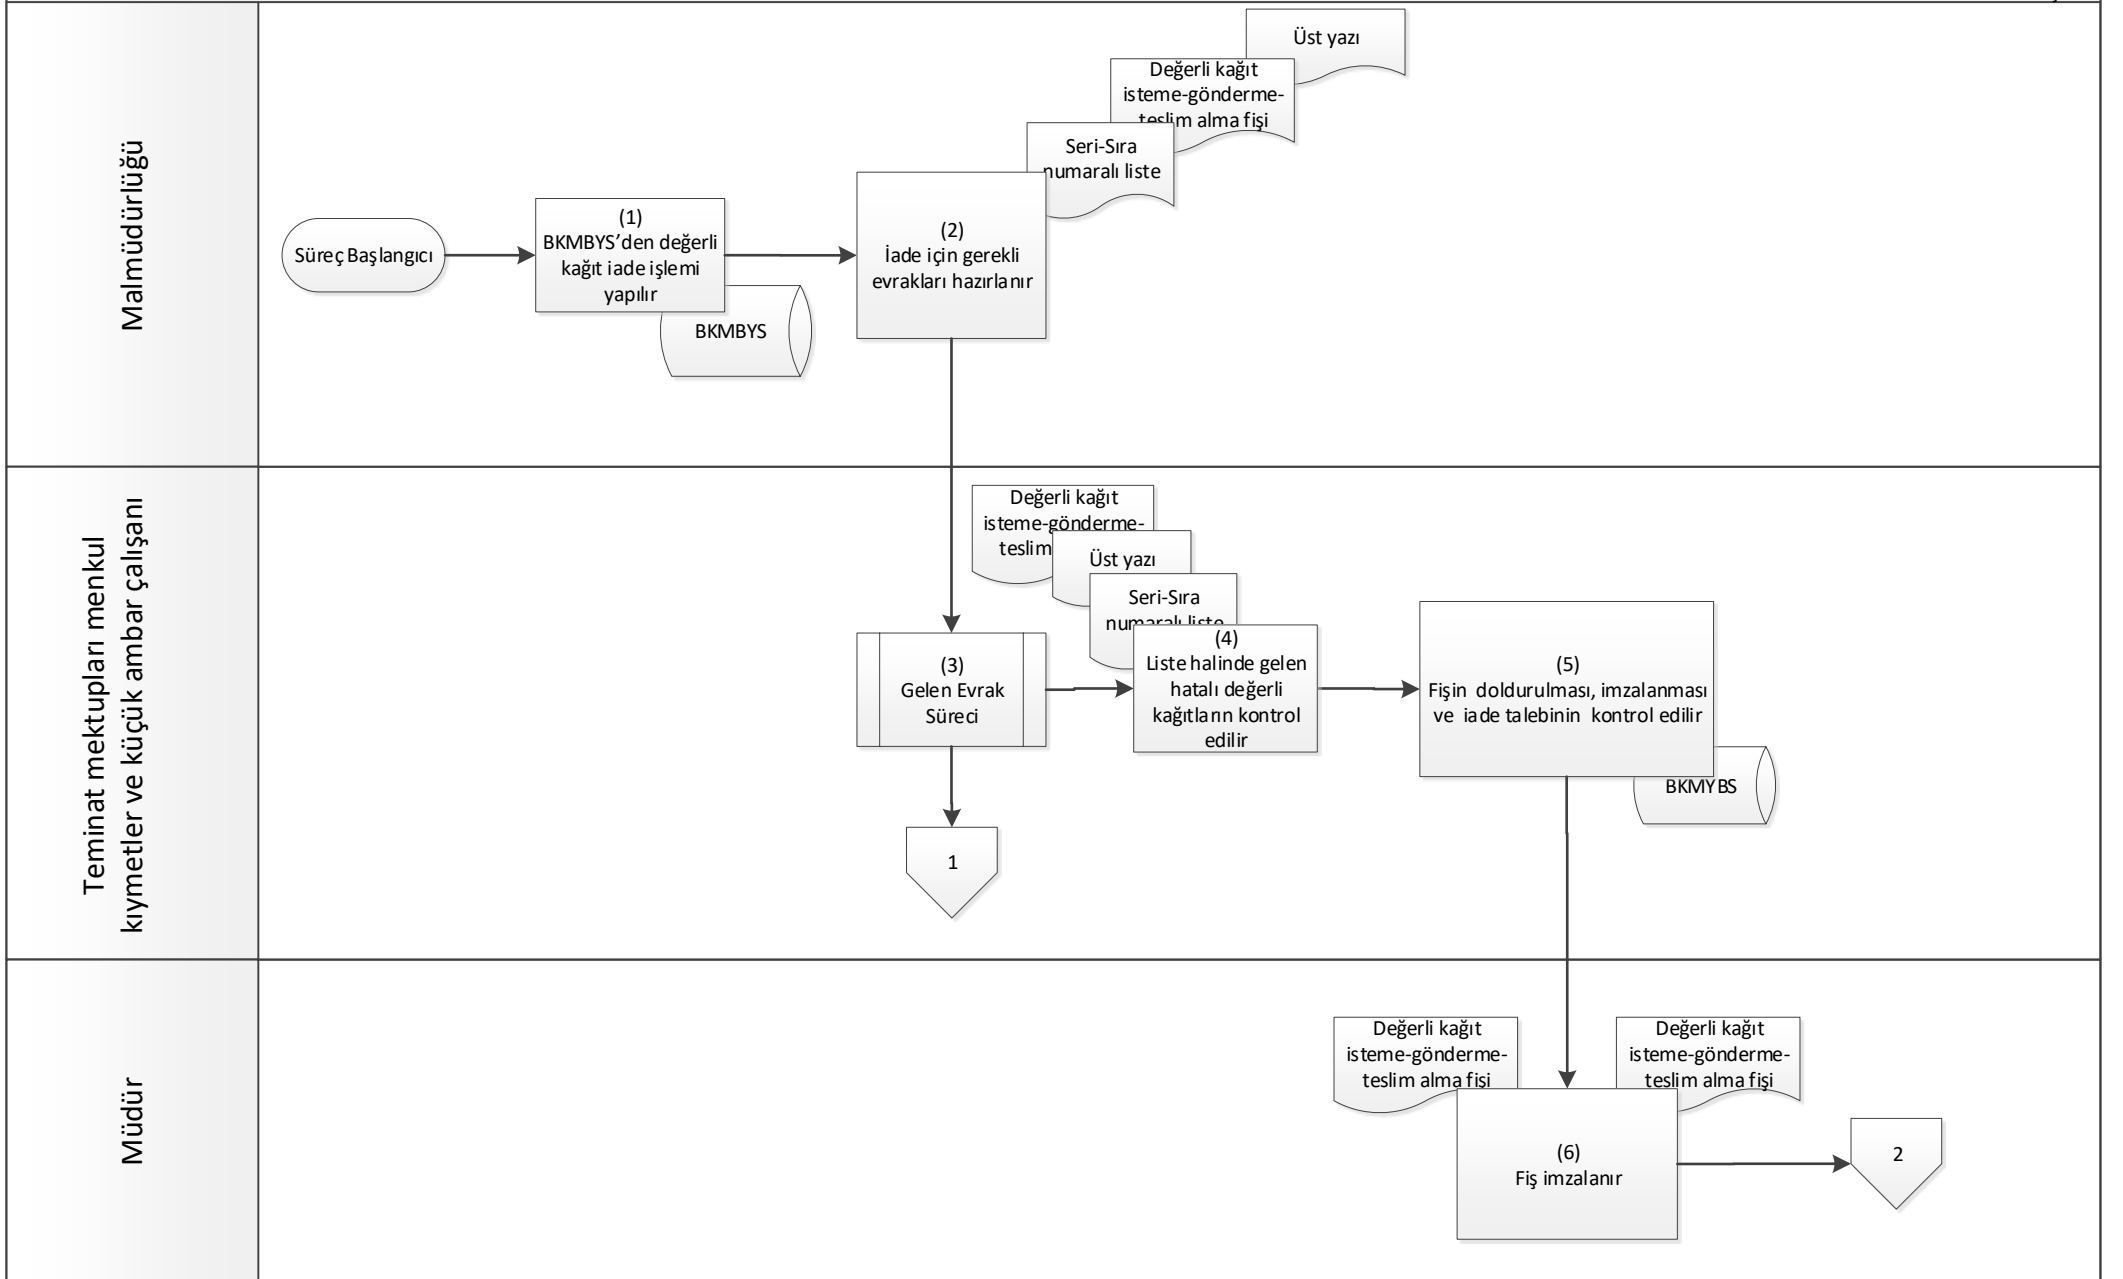 Malmüdürlüğü
Süreç Başlangıcı
(1)
BKMBYS’den değerli
kağıt iade işlemi
yapılır
BKMBYS
(2)
İade için gerekli
evrakları hazırlanır
Seri-Sıra
numaralı liste
Değerli kağıt
isteme-gönderme-
teslim alma fişi
Üst yazı
Teminat mektupları menkul
kıymetler ve küçük ambar çalışanı
(3)
Gelen Evrak
Süreci
1
Değerli kağıt
isteme-gönderme-
teslim
Üst yazı
Seri-Sıra
numaralı liste
(4)
Liste halinde gelen
hatalı değerli
kağıtların kontrol
edilir
(5)
Fişin doldurulması, imzalanması
ve iade talebinin kontrol edilir
BKMYBS
Müdür
Değerli kağıt
isteme-gönderme-
teslim alma fişi
Değerli kağıt
isteme-gönderme-
teslim alma fişi
(6)
Fiş imzalanır
2